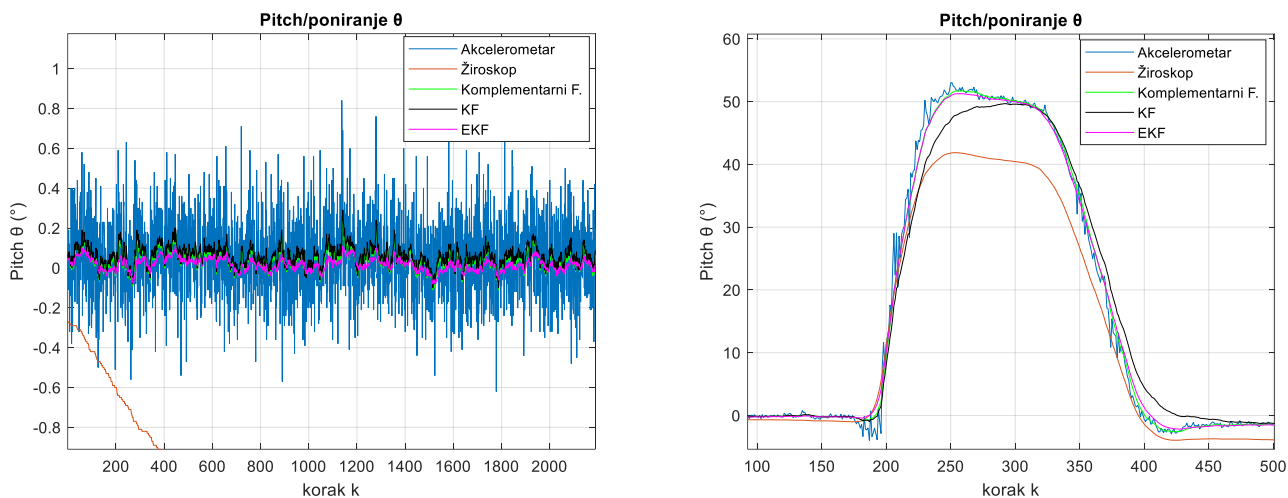 Pitch/poniranje θ
Pitch θ (°)
1
0.8
0.6
0.4
0.2
0
-0.2
-0.4
-0.6
-0.8
Akcelerometar
Žiroskop
Komplementarni F.
KF
EKF
200 400 600 800 1000 1200 1400 1600 1800 2000
korak k
Pitch/poniranje θ
Pitch θ (°)
60
50
40
30
20
10
0
Akcelerometar
Žiroskop
Komplementarni F.
KF
EKF
100 150 200 250 300 350 400 450 500
korak k